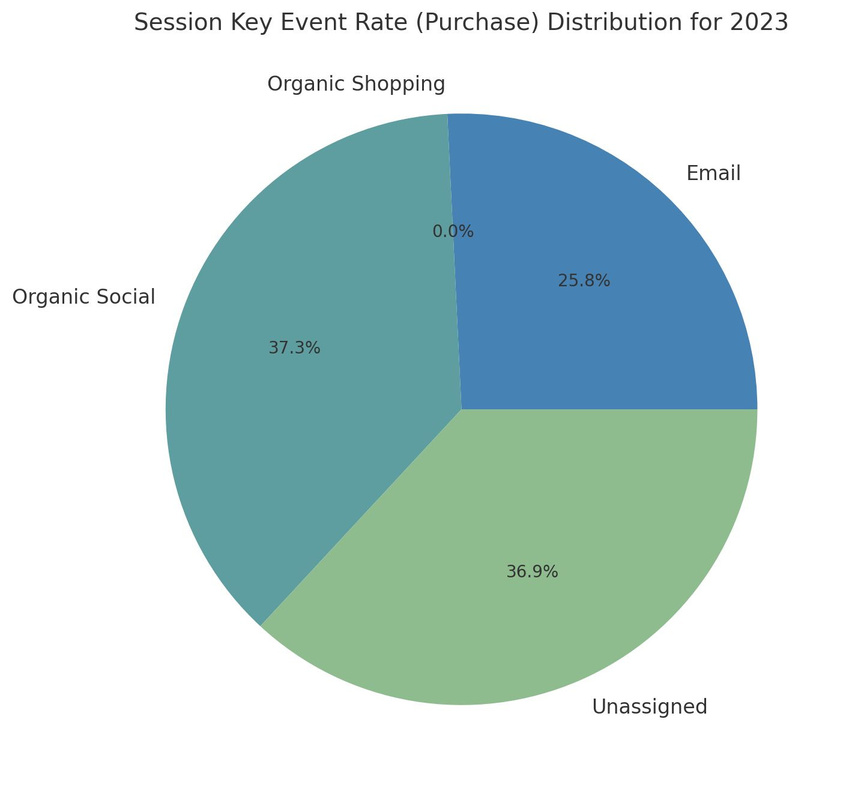 Session Key Event Rate (Purchase) Distribution for 2023
Organic Shopping
Email
0.0%
25.8%
Organic Social
37.3%
36.9%
Unassigned